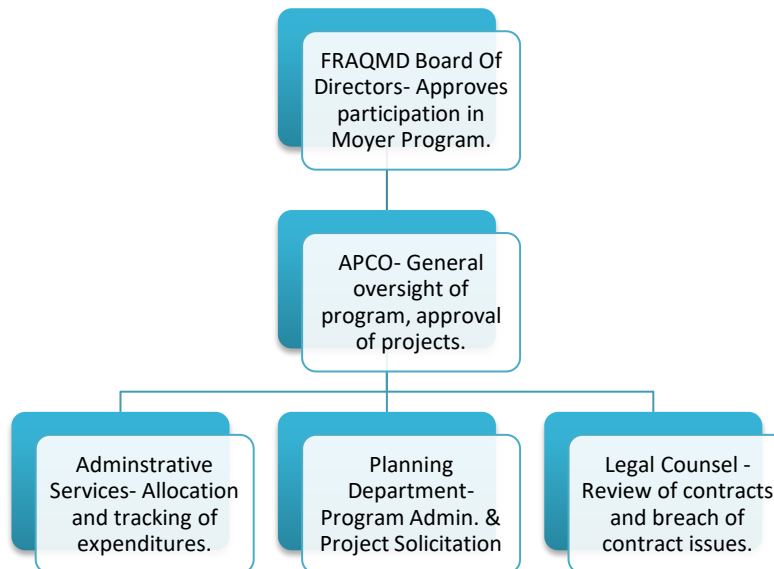 FRAQMD Board Of
Directors- Approves
participation in
Moyer Program.
APCO- General
oversight of
program, approval
of projects.
Adminstrative
Services- Allocation
and tracking of
expenditures.
Planning
Department-
Program Admin. &
Project Solicitation
Legal Counsel -
Review of contracts
and breach of
contract issues.